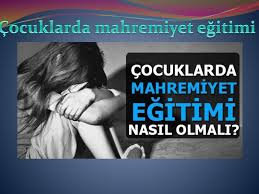 Çocuklarda mahremiyet eğitimi
ÇOCUKLARDA
MAHREMİYET
EĞİTİMİ
NASIL OLMALI?